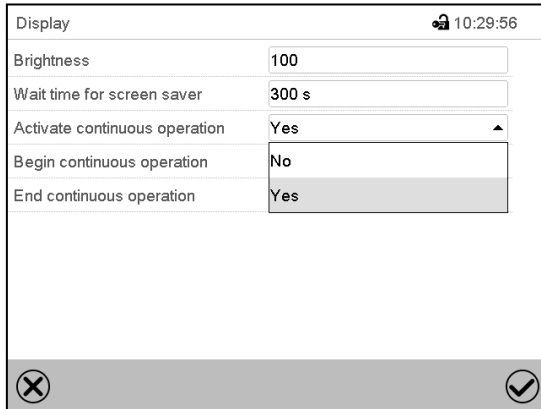 Display 10:29:56
Brightness 100
Wait time for screen saver 300 s
Activate continuous operation Yes
Begin continuous operation No
End continuous operation Yes